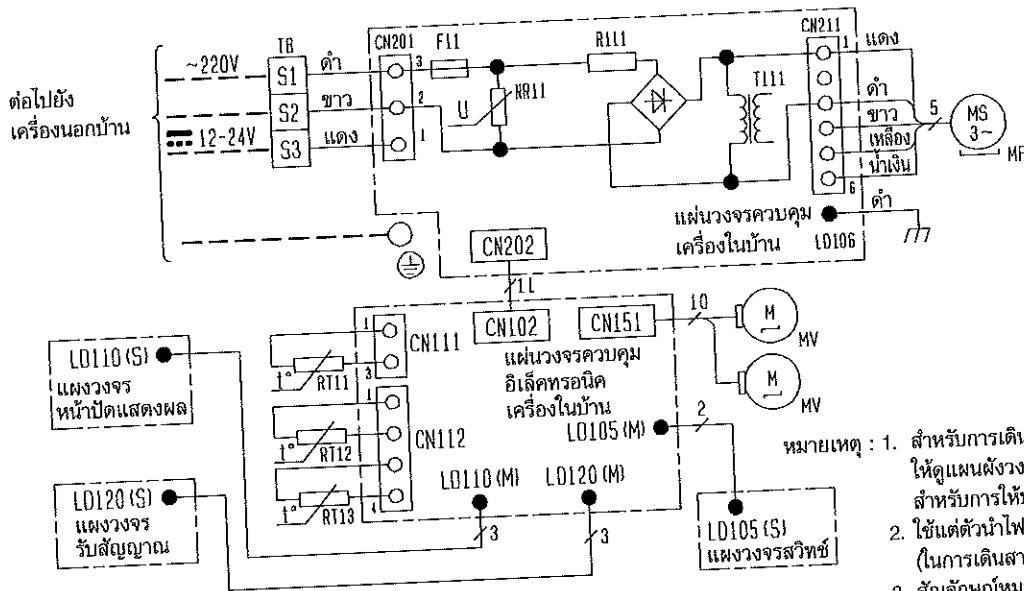 CN211
TB
CN201
F11
R111
1
แดง
~220V
S1
ดำ
3
T111
ต่อไปยัง
เครื่องนอกบ้าน
S2
ขาว
2
U
NR11
ดำ
ขาว
5
MS
3~
12-24V
S3
แดง
1
เหลือง
น้ำเงิน
6
MF
แผ่นวงจรควบคุม
เครื่องในบ้าน
ดำ
LD106
CN202
11
CN102
CN151
10
M
MV
M
MV
1
CN111
3
t°
RT11
แผ่นวงจรควบคุม
อิเล็คทรอนิค
เครื่องในบ้าน
LD110 (S)
แผงวงจร
หน้าปัดแสดงผล
1
CN112
t°
RT12
4
t°
RT13
LD105 (M)
2
LD110 (M)
LD120 (M)
3
3
LD120 (S)
แผงวงจร
รับสัญญาณ
LD105 (S)
แผงวงจรสวิทช์
หมายเหตุ : 1. สำหรับการเดิน
ให้ดูแผนผังวง
สำหรับการให้
2. ใช้แต่ตัวนำไฟ
(ในการเดินสา